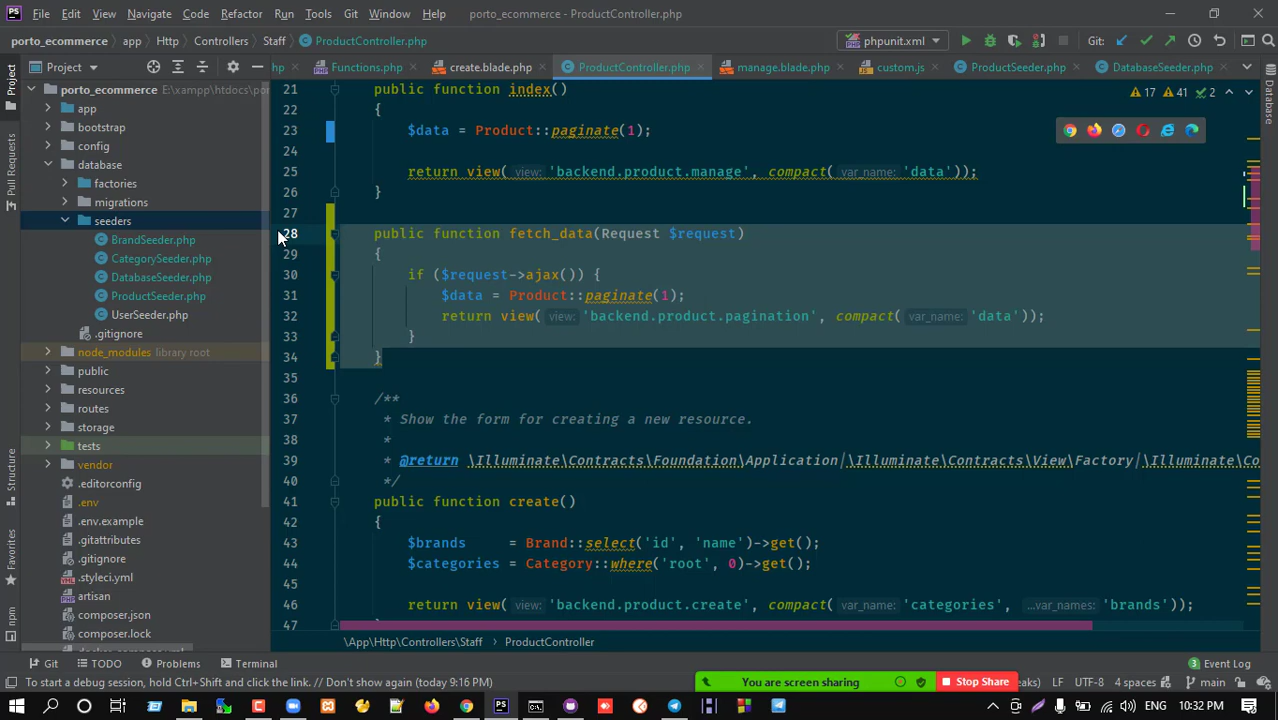 File Edit View Navigate Code Refactor Run Tools Git Window Help porto_ecommerce - ProductController.php
porto_ecommerce app Http Controllers Staff ProductController.php phpunit.xml Git:
Project hp Functions.php create.blade.php ProductController.php manage.blade.php custom.js ProductSeeder.php DatabaseSeeder.php
17 41 2
Project
Pull Requests
Structure
Favorites
npm
porto_ecommerce E:\xampp\htdocs\por
app
bootstrap
config
database
factories
migrations
seeders
BrandSeeder.php
CategorySeeder.php
DatabaseSeeder.php
ProductSeeder.php
UserSeeder.php
.gitignore
node_modules library root
public
resources
routes
storage
tests
vendor
.editorconfig
.env
.env.example
.gitattributes
.gitignore
.styleci.yml
artisan
composer.json
composer.lock
21 public function index()
22 {
23 $data = Product::paginate(1);
24
25 return view( view: 'backend.product.manage', compact( var_name: 'data'));
26 }
27
28 public function fetch_data(Request $request)
29 {
30 if ($request->ajax()) {
31 $data = Product::paginate(1);
32 return view( view: 'backend.product.pagination', compact( var_name: 'data'));
33 }
34 }
35
36 /**
37 * Show the form for creating a new resource.
38 *
39 * @return \Illuminate\Contracts\Foundation\Application|\Illuminate\Contracts\View\Factory|\Illuminate\Co
40 */
41 public function create()
42 {
43 $brands = Brand::select('id', 'name')->get();
44 $categories = Category::where('root', 0)->get();
45
46 return view( view: 'backend.product.create', compact( var_name: 'categories', ...var_names: 'brands'));
47
\App\Http\Controllers\Staff ProductController
Git TODO Problems Terminal 3 Event Log
To start a debug session, hold Ctrl+Shift and click the link. // Don't show again (today 9:16 PM) You are screen sharing Stop Share eaks) LF UTF-8 4 spaces main
ENG 10:32 PM